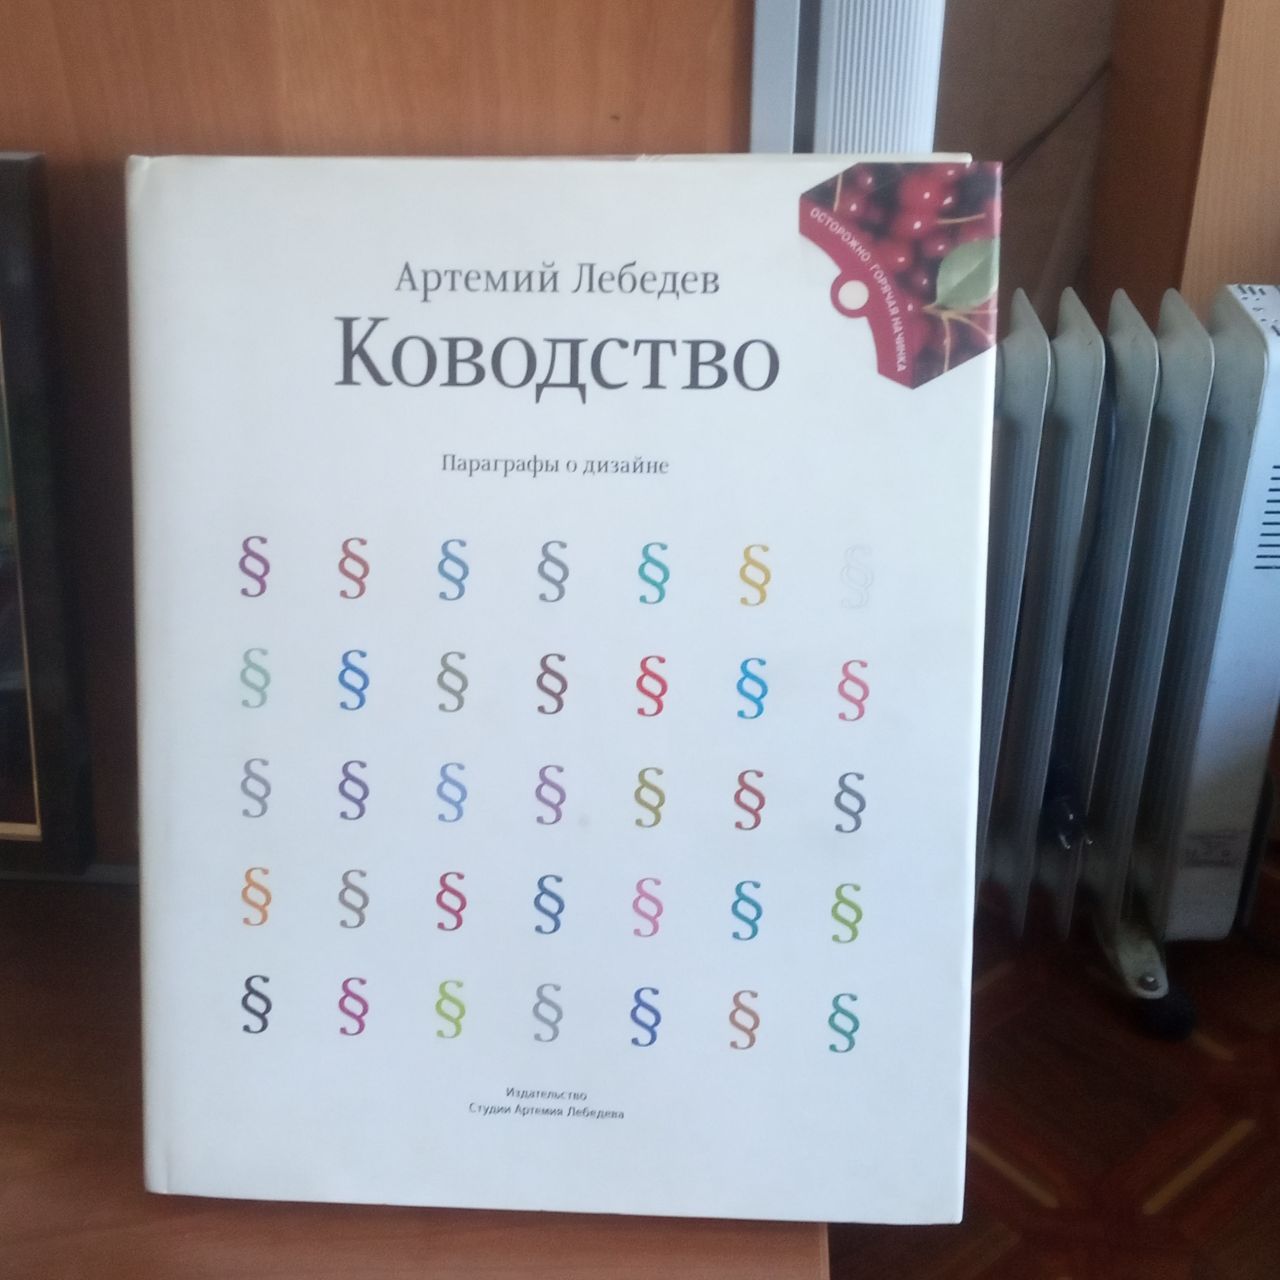 Артемий Лебедев
Ководство
ОСТОРОЖНО: ГОРЯЧАЯ НАЧИНКА
Параграфы о дизайне
§ § § § § § §
§ § § § § § §
§ § § § § § §
§ § § § § § §
§ § § § § § §
Издательство
Студии Артемия Лебедева